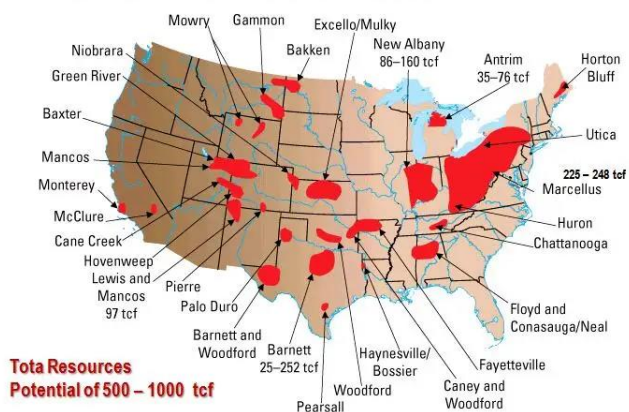 Mowry
Gammon
Excello/Mulky
Niobrara
Bakken
New Albany
86–160 tcf
Antrim
35–76 tcf
Horton
Bluff
Green River
Baxter
Utica
Mancos
225 – 248 tcf
Marcellus
Monterey
McClure
Huron
Cane Creek
Chattanooga
Hovenweep
Lewis and
Mancos
97 tcf
Pierre
Palo Duro
Floyd and
Conasauga/Neal
Barnett and
Woodford
Barnett
25–252 tcf
Haynesville/
Bossier
Fayetteville
Woodford
Caney and
Woodford
Pearsall
Tota Resources
Potential of 500 – 1000 tcf